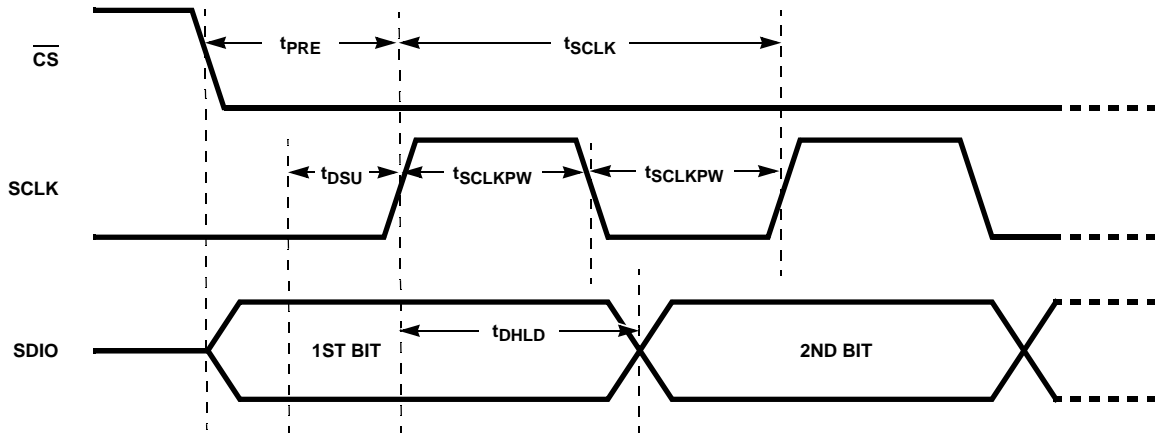 CS
tPRE
tSCLK
SCLK
tDSU
tSCLKPW
tSCLKPW
SDIO
1ST BIT
tDHLD
2ND BIT